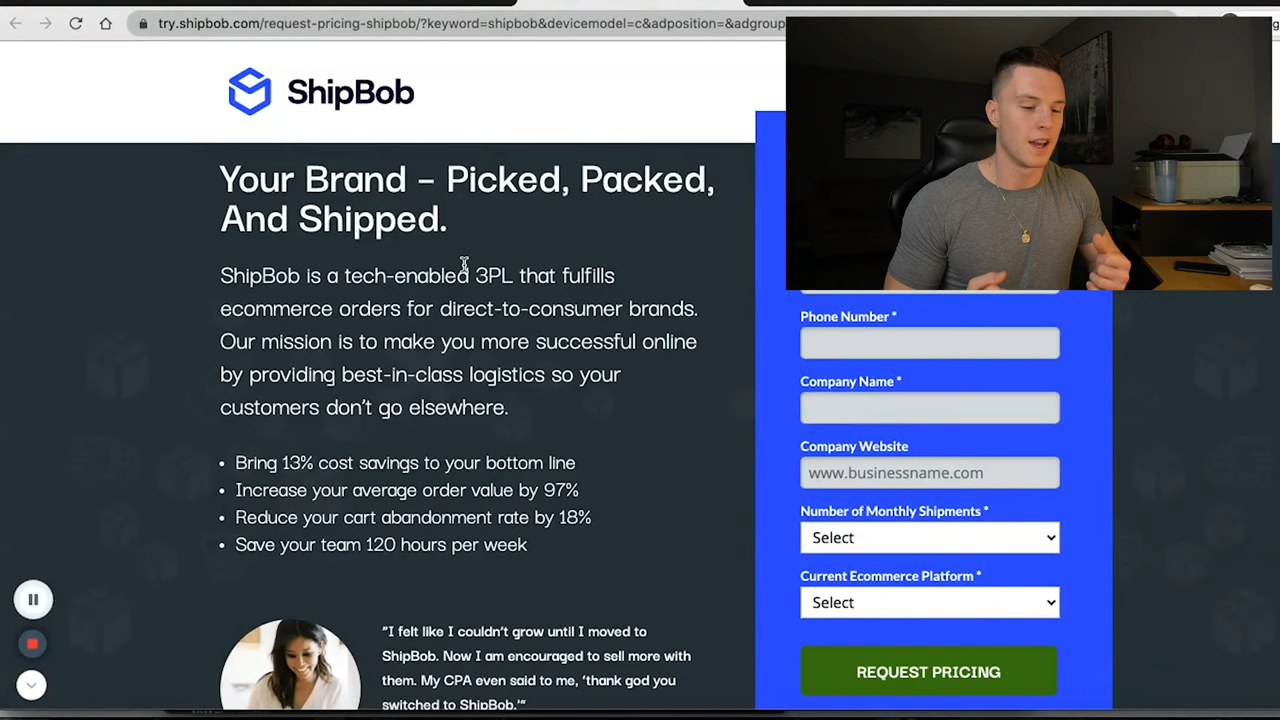 try.shipbob.com/request-pricing-shipbob/?keyword=shipbob&devicemodel=c&adposition=&adgroup
ShipBob
Your Brand – Picked, Packed,
And Shipped.
ShipBob is a tech-enabled 3PL that fulfills
ecommerce orders for direct-to-consumer brands.
Our mission is to make you more successful online
by providing best-in-class logistics so your
customers don't go elsewhere.
• Bring 13% cost savings to your bottom line
• Increase your average order value by 97%
• Reduce your cart abandonment rate by 18%
• Save your team 120 hours per week
"I felt like I couldn't grow until I moved to
ShipBob. Now I am encouraged to sell more with
them. My CPA even said to me, 'thank god you
switched to ShipBob.'"
Phone Number *
Company Name *
Company Website
www.businessname.com
Number of Monthly Shipments *
Select
Current Ecommerce Platform *
Select
REQUEST PRICING